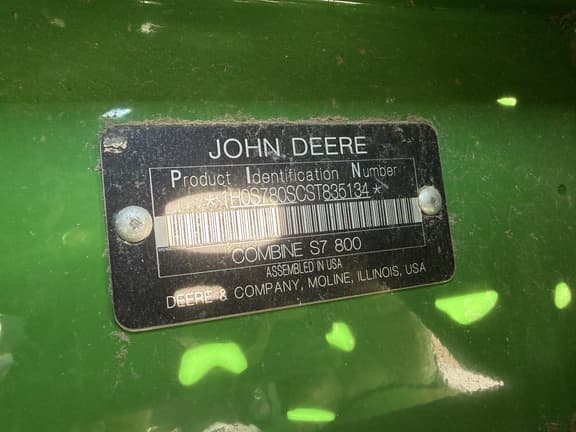 JOHN DEERE
Product Identification Number
*1H0S780SCST835134*
COMBINE S7 800
ASSEMBLED IN USA
DEERE & COMPANY, MOLINE, ILLINOIS, USA